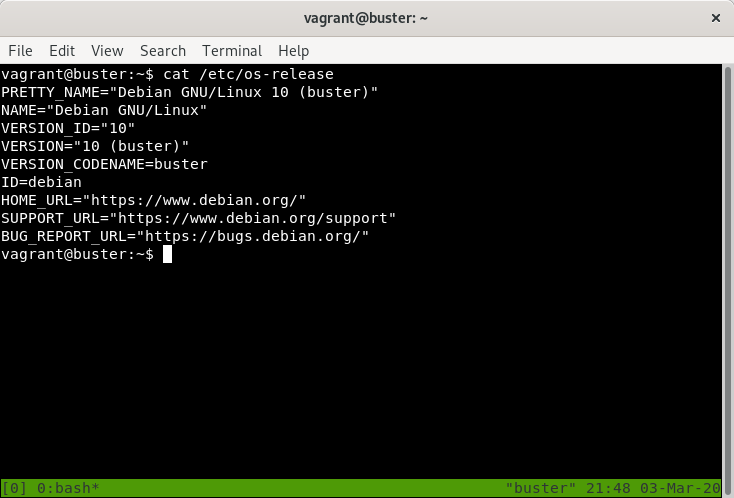 vagrant@buster: ~ ×
File Edit View Search Terminal Help
vagrant@buster:~$ cat /etc/os-release
PRETTY_NAME="Debian GNU/Linux 10 (buster)"
NAME="Debian GNU/Linux"
VERSION_ID="10"
VERSION="10 (buster)"
VERSION_CODENAME=buster
ID=debian
HOME_URL="https://www.debian.org/"
SUPPORT_URL="https://www.debian.org/support"
BUG_REPORT_URL="https://bugs.debian.org/"
vagrant@buster:~$
[0] 0:bash* "buster" 21:48 03-Mar-20